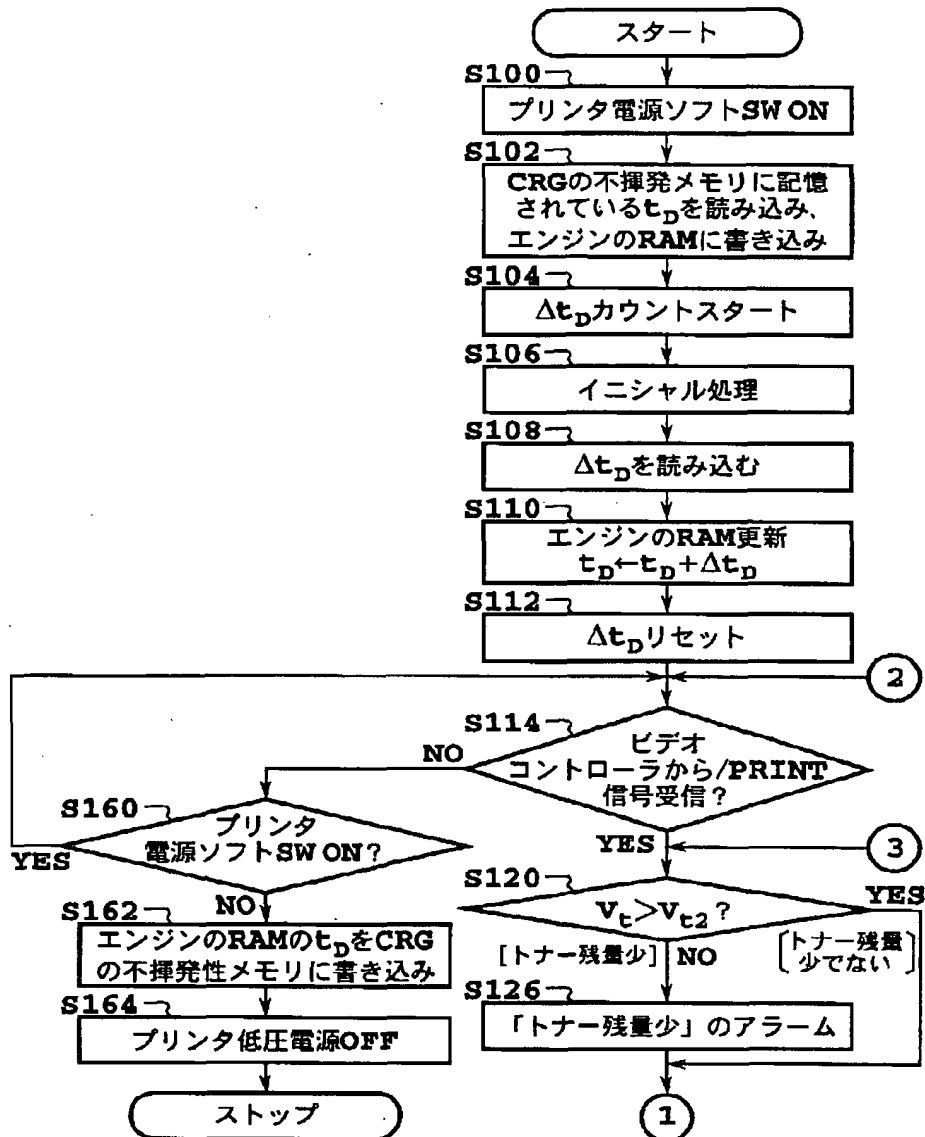 スタート
S100
プリンタ電源ソフトSW ON
S102
CRGの不揮発メモリに記憶
されているtDを読み込み、
エンジンのRAMに書き込み
S104
ΔtDカウントスタート
S106
イニシャル処理
S108
ΔtDを読み込む
S110
エンジンのRAM更新
tD←tD+ΔtD
S112
ΔtDリセット
2
S114
ビデオ
コントローラから/PRINT
信号受信?
NO
YES
S160
プリンタ
電源ソフトSW ON?
YES
NO
3
S120
Vt>Vt2?
YES
[トナー残量少でない]
[トナー残量少] NO
S162
エンジンのRAMのtDをCRG
の不揮発性メモリに書き込み
S126
「トナー残量少」のアラーム
S164
プリンタ低圧電源OFF
ストップ
1